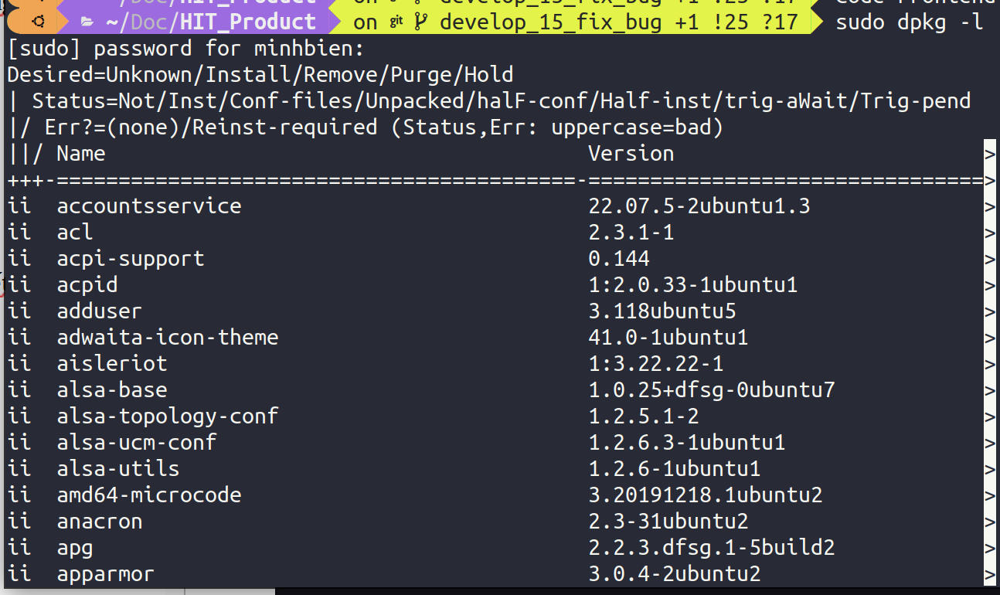 ~/Doc/HIT_Product on git develop_15_fix_bug +1 !25 ?17 sudo dpkg -l
[sudo] password for minhbien:
Desired=Unknown/Install/Remove/Purge/Hold
| Status=Not/Inst/Conf-files/Unpacked/halF-conf/Half-inst/trig-aWait/Trig-pend
|/ Err?=(none)/Reinst-required (Status,Err: uppercase=bad)
||/ Name Version >
+++-==========================================-================================>
ii accountsservice 22.07.5-2ubuntu1.3 >
ii acl 2.3.1-1 >
ii acpi-support 0.144 >
ii acpid 1:2.0.33-1ubuntu1 >
ii adduser 3.118ubuntu5 >
ii adwaita-icon-theme 41.0-1ubuntu1 >
ii aisleriot 1:3.22.22-1 >
ii alsa-base 1.0.25+dfsg-0ubuntu7 >
ii alsa-topology-conf 1.2.5.1-2 >
ii alsa-ucm-conf 1.2.6.3-1ubuntu1 >
ii alsa-utils 1.2.6-1ubuntu1 >
ii amd64-microcode 3.20191218.1ubuntu2 >
ii anacron 2.3-31ubuntu2 >
ii apg 2.2.3.dfsg.1-5build2 >
ii apparmor 3.0.4-2ubuntu2 >